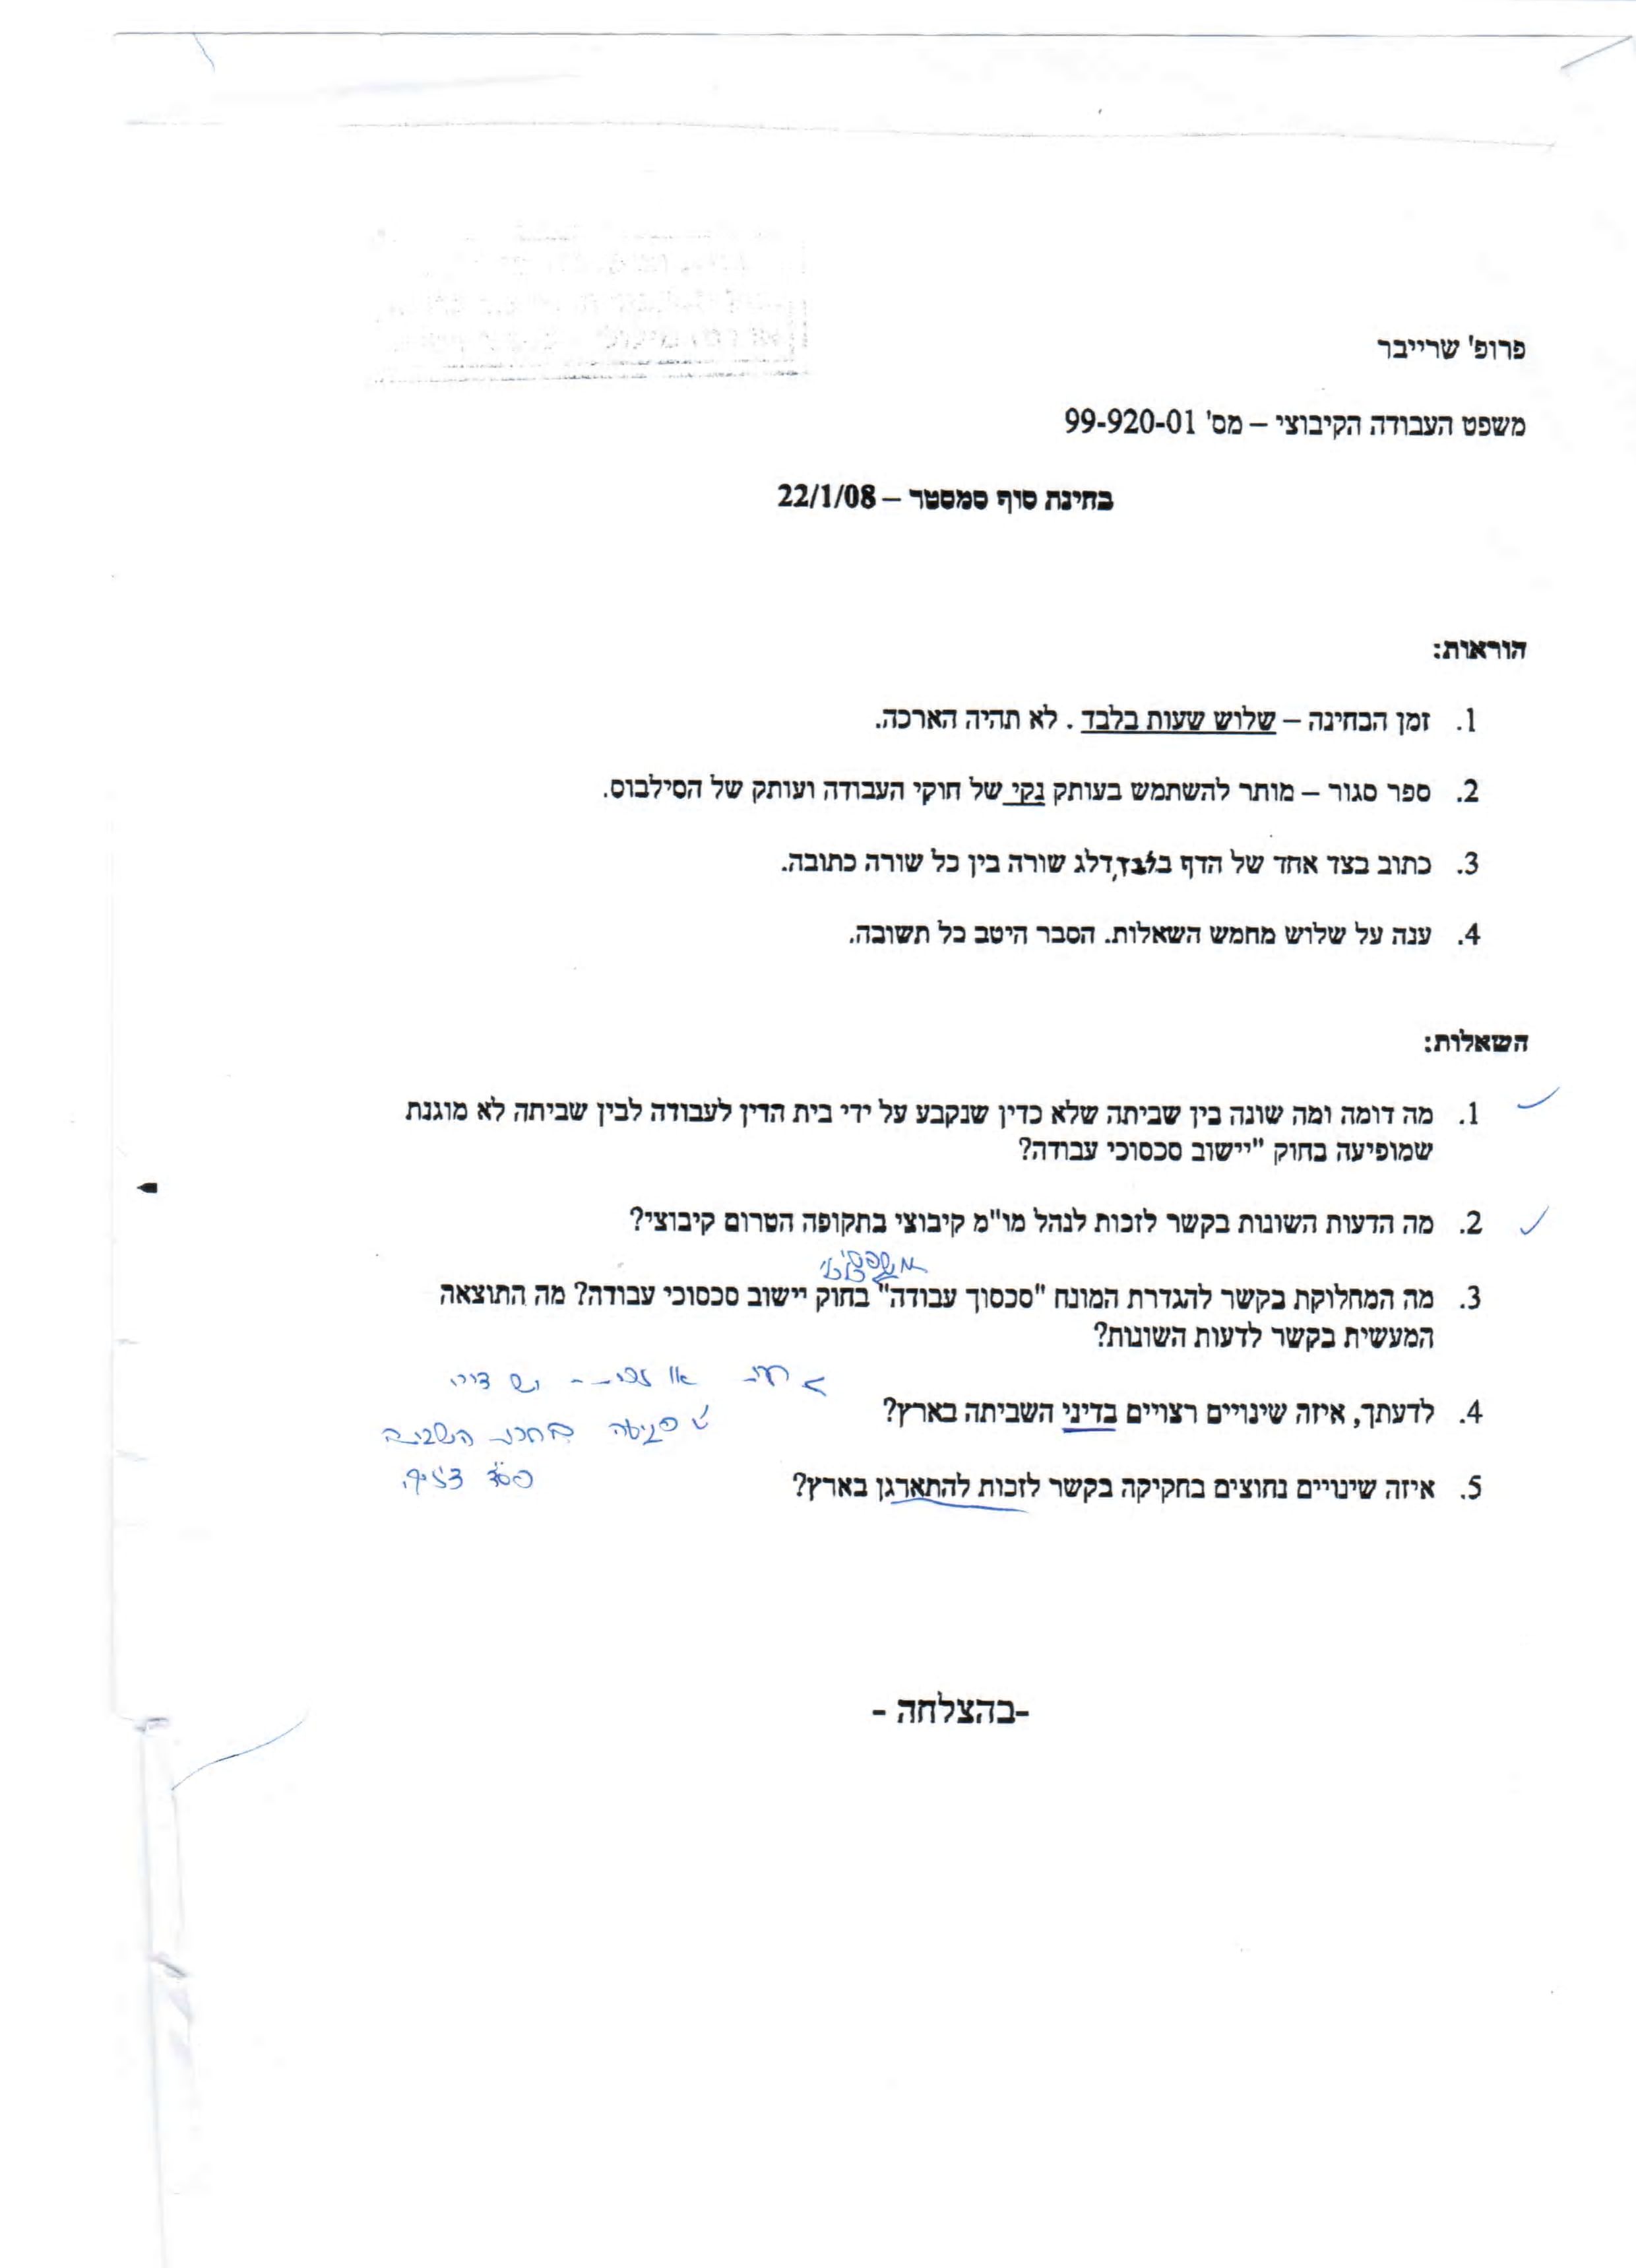 פרופ' שרייבר
משפט העבודה הקיבוצי – מס' 99-920-01
בחינת סוף סמסטר – 22/1/08
הוראות:
1. זמן הבחינה – שלוש שעות בלבד . לא תהיה הארכה.
2. ספר סגור – מותר להשתמש בעותק נקי של חוקי העבודה ועותק של הסילבוס.
3. כתוב בצד אחד של הדף בלבד, דלג שורה בין כל שורה כתובה.
4. ענה על שלוש מחמש השאלות. הסבר היטב כל תשובה.
השאלות:
1. מה דומה ומה שונה בין שביתה שלא כדין שנקבע על ידי בית הדין לעבודה לבין שביתה לא מוגנת
שמופיעה בחוק "יישוב סכסוכי עבודה?
2. מה הדעות השונות בקשר לזכות לנהל מו"מ קיבוצי בתקופה הטרום קיבוצי?
משפטי
כלכלי
3. מה המחלוקת בקשר להגדרת המונח "סכסוך עבודה" בחוק יישוב סכסוכי עבודה? מה התוצאה
המעשית בקשר לדעות השונות?
4. לדעתך, איזה שינויים רצויים בדיני השביתה בארץ?
5. איזה שינויים נחוצים בחקיקה בקשר לזכות להתארגן בארץ?
-בהצלחה -